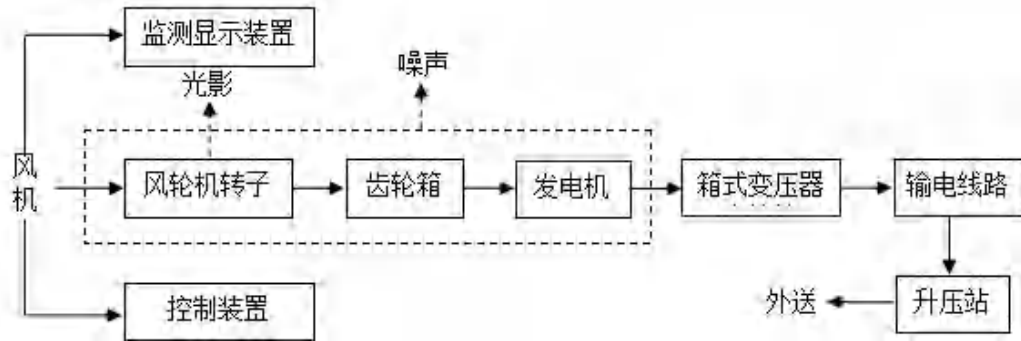 监测显示装置
光影
噪声
风机
风轮机转子
齿轮箱
发电机
箱式变压器
输电线路
控制装置
外送
升压站